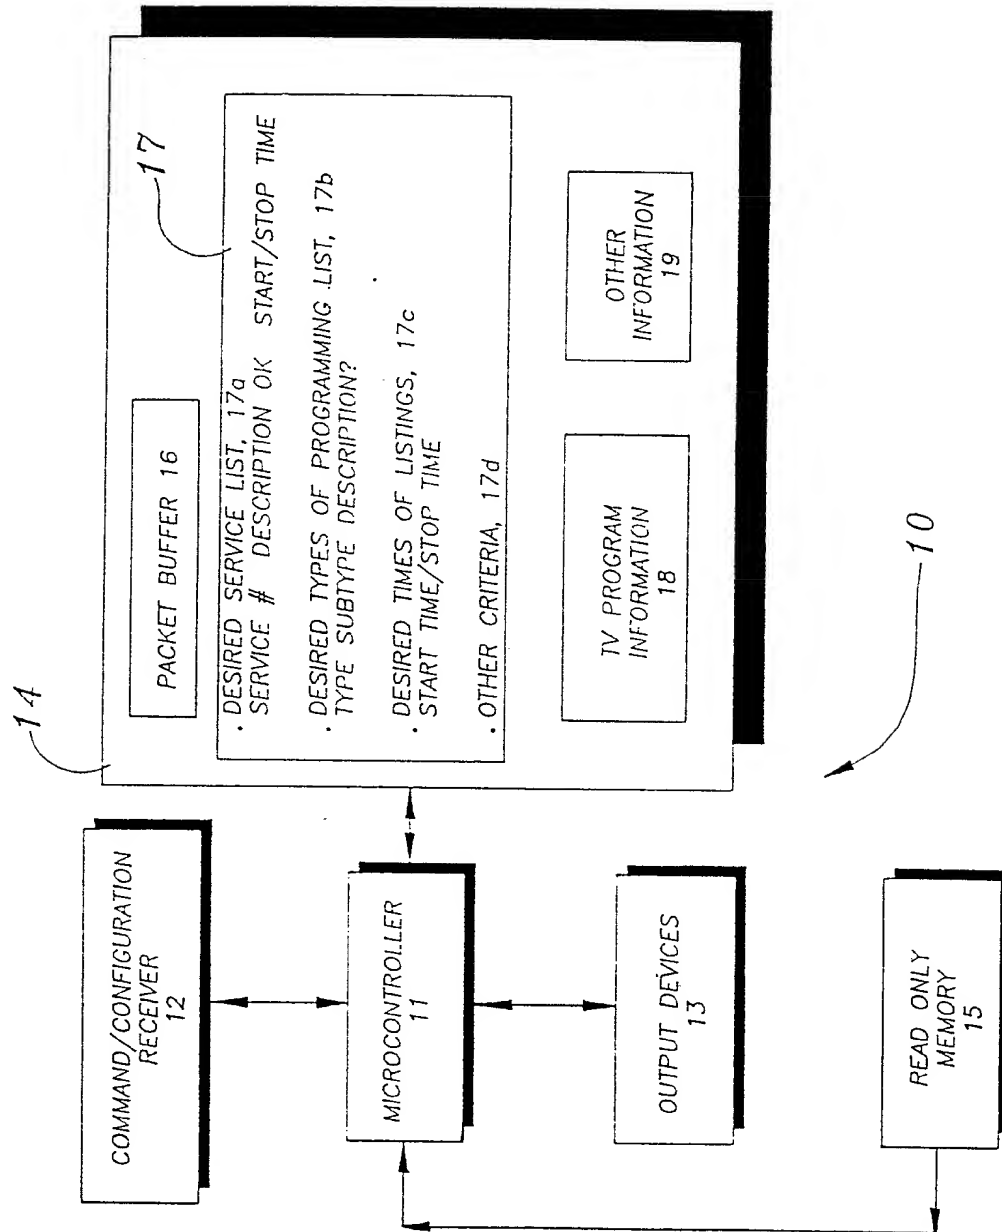 COMMAND/CONFIGURATION
RECEIVER
12
MICROCONTROLLER
11
OUTPUT DEVICES
13
READ ONLY
MEMORY
15
14
PACKET BUFFER 16
17
· DESIRED SERVICE LIST, 17a
SERVICE # DESCRIPTION OK START/STOP TIME
· DESIRED TYPES OF PROGRAMMING LIST, 17b
TYPE SUBTYPE DESCRIPTION?
· DESIRED TIMES OF LISTINGS, 17c
START TIME/STOP TIME
· OTHER CRITERIA, 17d
TV PROGRAM
INFORMATION
18
OTHER
INFORMATION
19
10